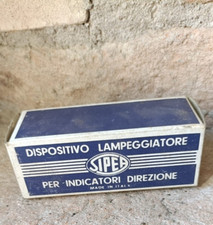 DISPOSITIVO LAMPEGGIATORE
SIPEA
PER INDICATORI DIREZIONE
MADE IN ITALY